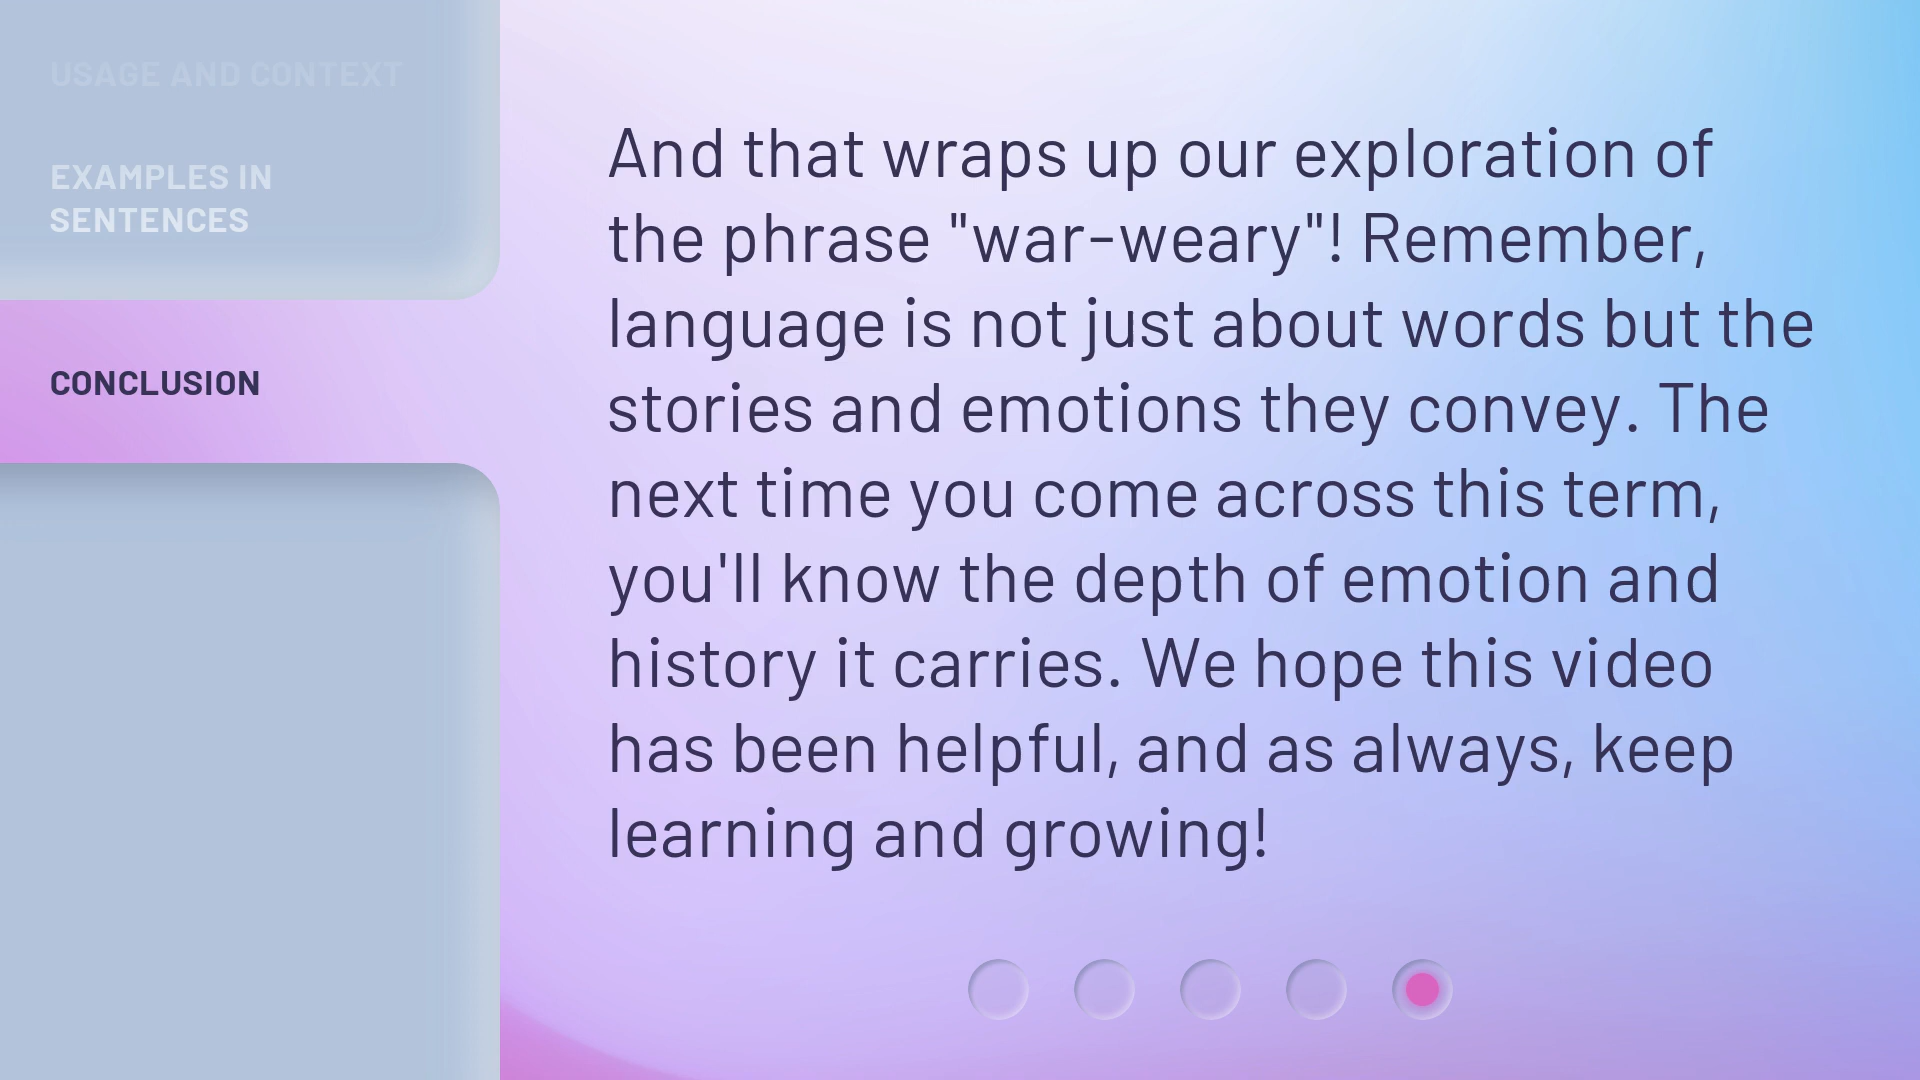 USAGE AND CONTEXT
EXAMPLES IN
SENTENCES
CONCLUSION
And that wraps up our exploration of
the phrase "war-weary"! Remember,
language is not just about words but the
stories and emotions they convey. The
next time you come across this term,
you'll know the depth of emotion and
history it carries. We hope this video
has been helpful, and as always, keep
learning and growing!